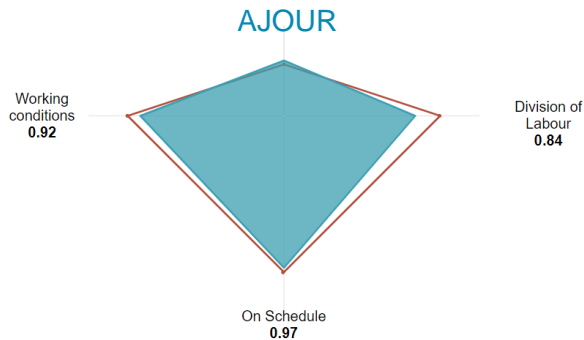 AJOUR
Working
conditions
0.92
Division of
Labour
0.84
On Schedule
0.97